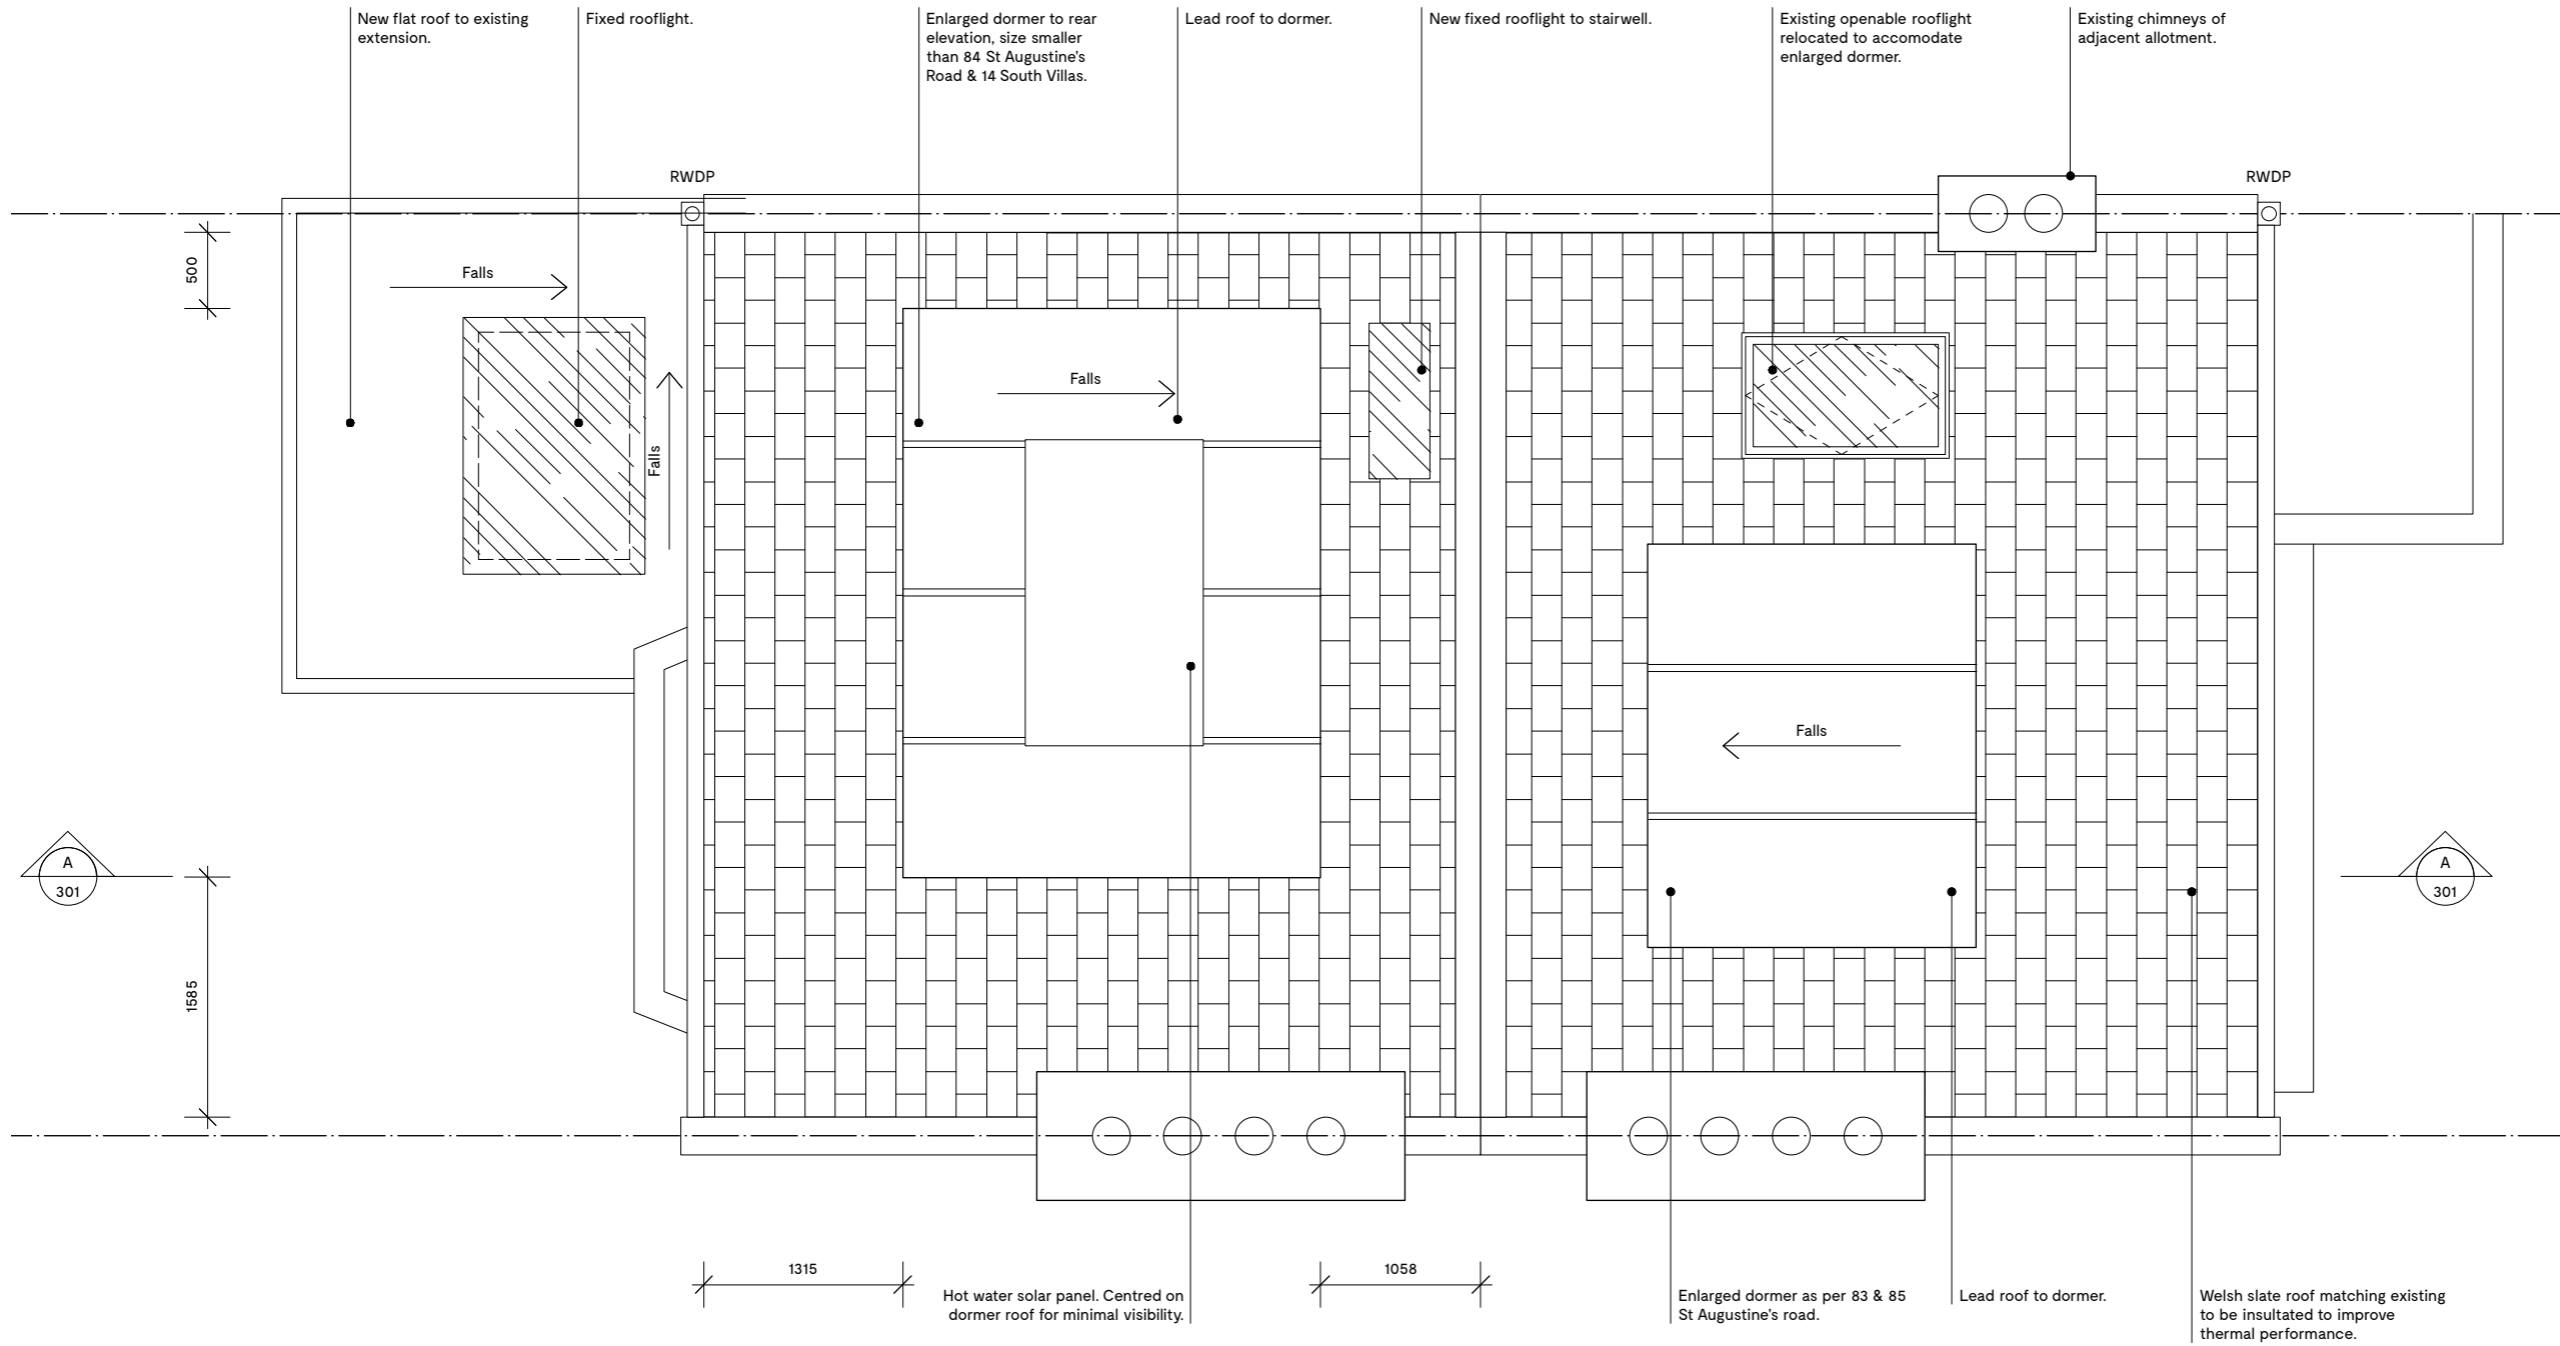 New flat roof to existing
extension.
Fixed rooflight.
Enlarged dormer to rear
elevation, size smaller
than 84 St Augustine's
Road & 14 South Villas.
Lead roof to dormer.
New fixed rooflight to stairwell.
Existing openable rooflight
relocated to accomodate
enlarged dormer.
Existing chimneys of
adjacent allotment.
RWDP
RWDP
500
Falls
Falls
Falls
Falls
A
301
A
301
1585
1315
1058
Hot water solar panel. Centred on
dormer roof for minimal visibility.
Enlarged dormer as per 83 & 85
St Augustine's road.
Lead roof to dormer.
Welsh slate roof matching existing
to be insultated to improve
thermal performance.